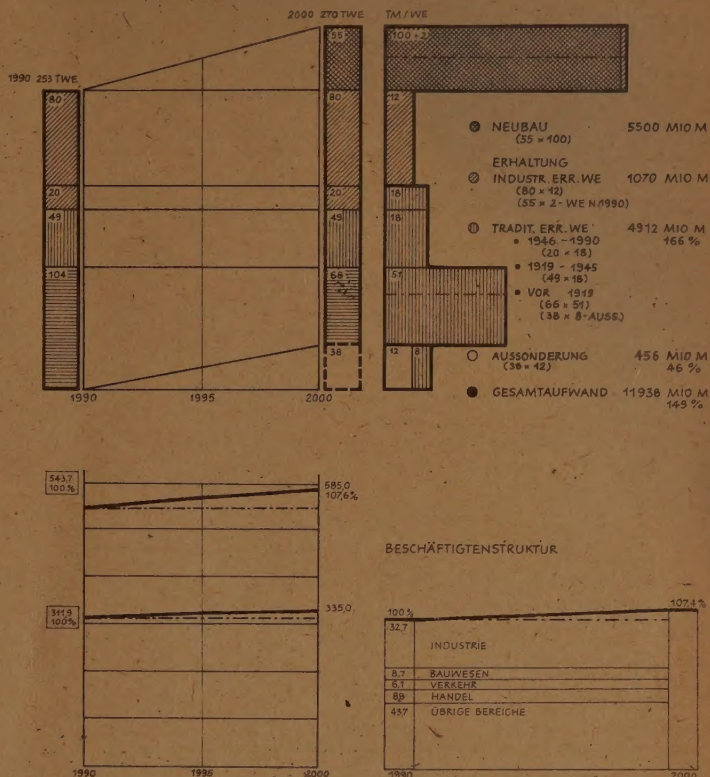 2000 270 TWE
TM/WE
1990 253 TWE
80
20
49
104
55
80
20
49
68
38
100+2
12
18
18
51
12 8
1990 1995 2000
NEUBAU 5500 MIO M
(55 × 100)
ERHALTUNG
INDUSTR. ERR. WE 1070 MIO M
(80 × 12)
(55 × 2 - WE N. 1990)
TRADIT. ERR. WE 4912 MIO M
166 %
• 1946 - 1990
(20 × 18)
• 1919 - 1945
(49 × 18)
• VOR 1919
(66 × 51)
(38 × 8 - AUSS.)
AUSSONDERUNG 456 MIO M
(38 × 12) 46 %
GESAMTAUFWAND 11938 MIO M
149 %
543,7
100%
585,0
107,6%
311,9
100%
335,0
1990 1995 2000
BESCHÄFTIGTENSTRUKTUR
100% 107,4%
32,7 INDUSTRIE
8,7 BAUWESEN
6,1 VERKEHR
8,8 HANDEL
43,7 ÜBRIGE BEREICHE
1990 2000